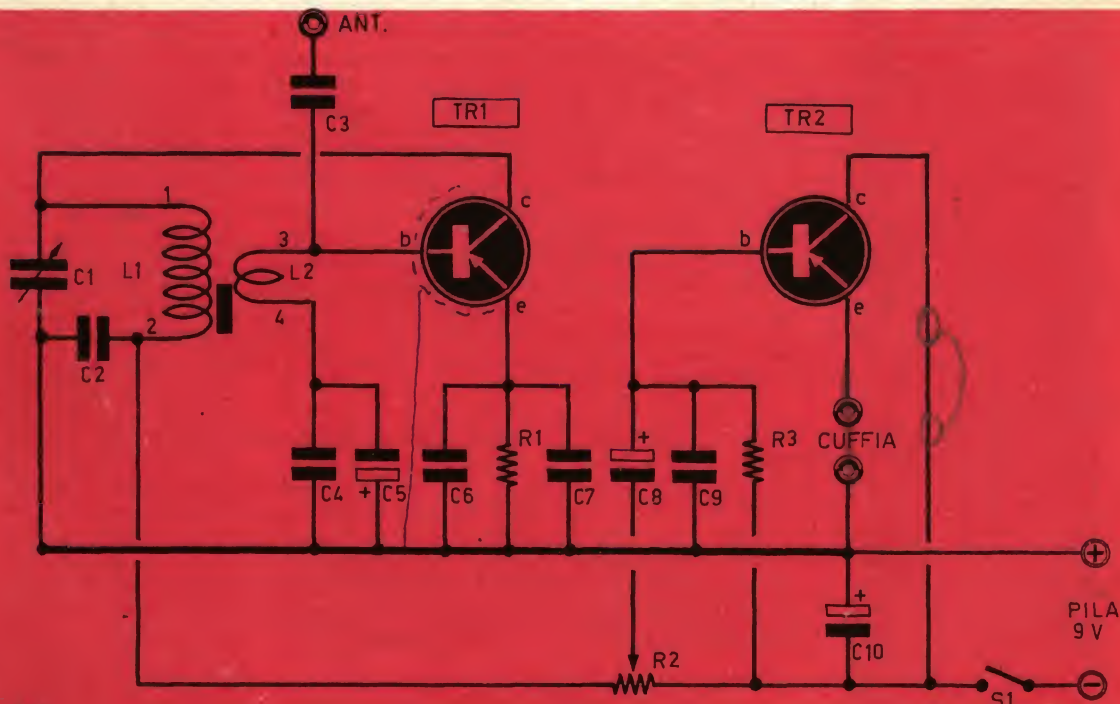 ANT.
C3
TR1
TR2
c
c
1
b
b
3
L1
L2
C1
4
e
e
2
C2
R1
+
R3
CUFFIA
C4
+
C5
C6
C7
C8
C9
+
+
PILA
9V
C10
R2
S1
−